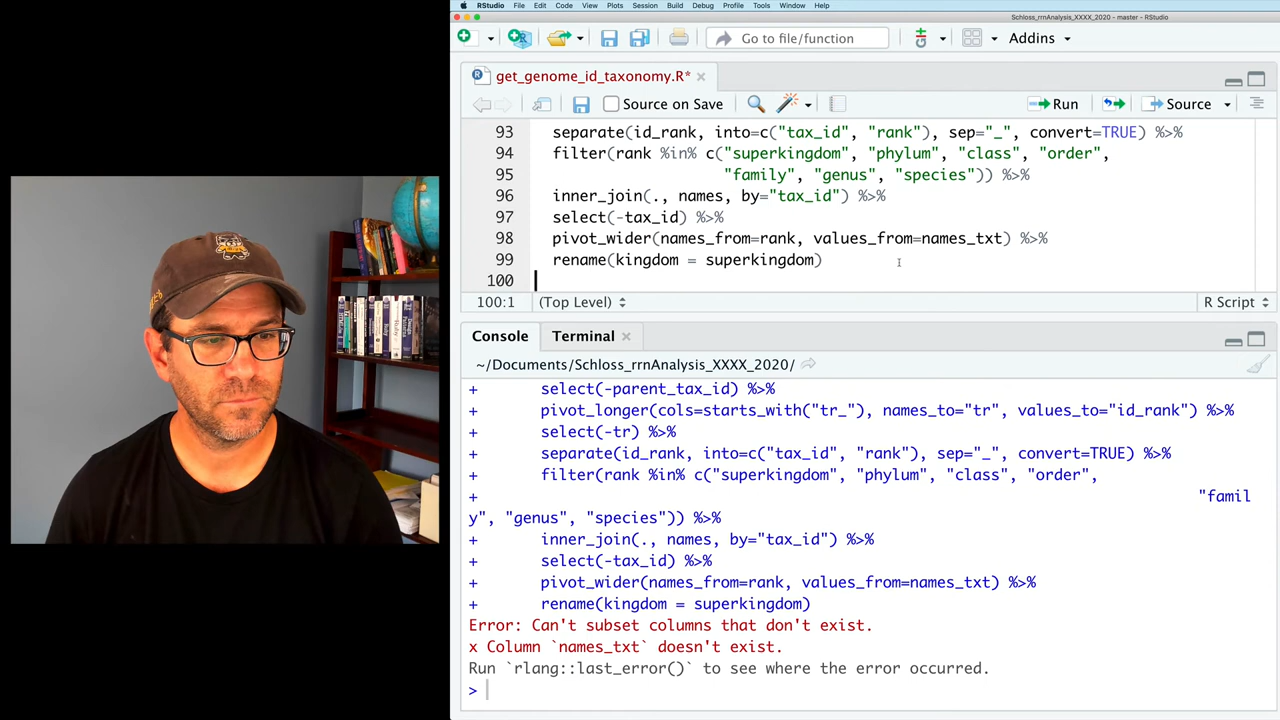 RStudio File Edit Code View Plots Session Build Debug Profile Tools Window Help
Schloss_rrnAnalysis_XXXX_2020 - master - RStudio
Go to file/function Addins
get_genome_id_taxonomy.R*
Source on Save Run Source
93 separate(id_rank, into=c("tax_id", "rank"), sep="_", convert=TRUE) %>%
94 filter(rank %in% c("superkingdom", "phylum", "class", "order",
95 "family", "genus", "species")) %>%
96 inner_join(., names, by="tax_id") %>%
97 select(-tax_id) %>%
98 pivot_wider(names_from=rank, values_from=names_txt) %>%
99 rename(kingdom = superkingdom)
100
100:1 (Top Level) R Script
Console Terminal
~/Documents/Schloss_rrnAnalysis_XXXX_2020/
+ select(-parent_tax_id) %>%
+ pivot_longer(cols=starts_with("tr_"), names_to="tr", values_to="id_rank") %>%
+ select(-tr) %>%
+ separate(id_rank, into=c("tax_id", "rank"), sep="_", convert=TRUE) %>%
+ filter(rank %in% c("superkingdom", "phylum", "class", "order",
+ "famil
y", "genus", "species")) %>%
+ inner_join(., names, by="tax_id") %>%
+ select(-tax_id) %>%
+ pivot_wider(names_from=rank, values_from=names_txt) %>%
+ rename(kingdom = superkingdom)
Error: Can't subset columns that don't exist.
x Column `names_txt` doesn't exist.
Run `rlang::last_error()` to see where the error occurred.
>